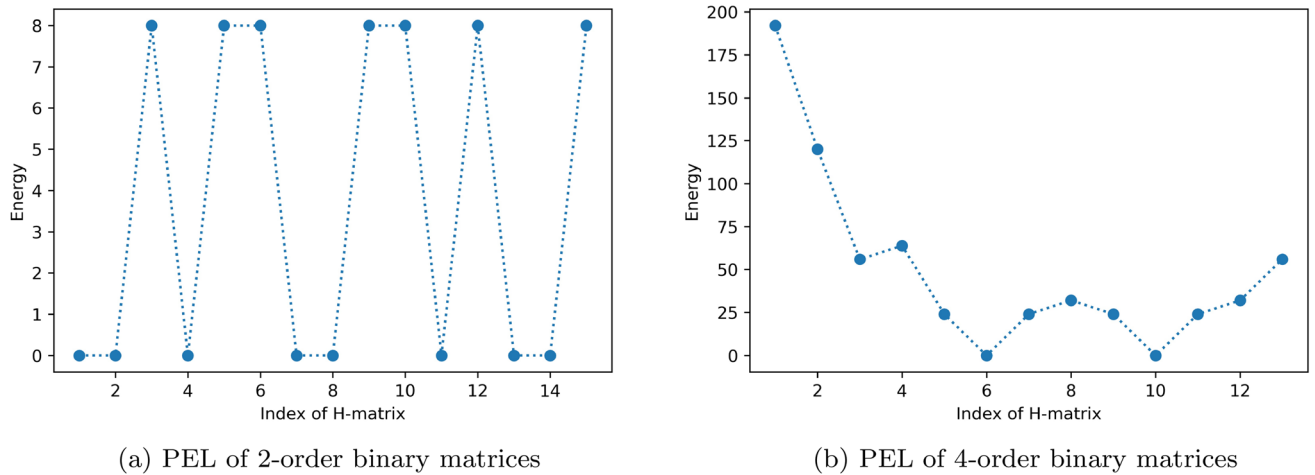 8
7
6
5
4
3
2
1
0
Energy
2 4 6 8 10 12 14
Index of H-matrix
(a) PEL of 2-order binary matrices
200
175
150
125
100
75
50
25
0
Energy
2 4 6 8 10 12
Index of H-matrix
(b) PEL of 4-order binary matrices